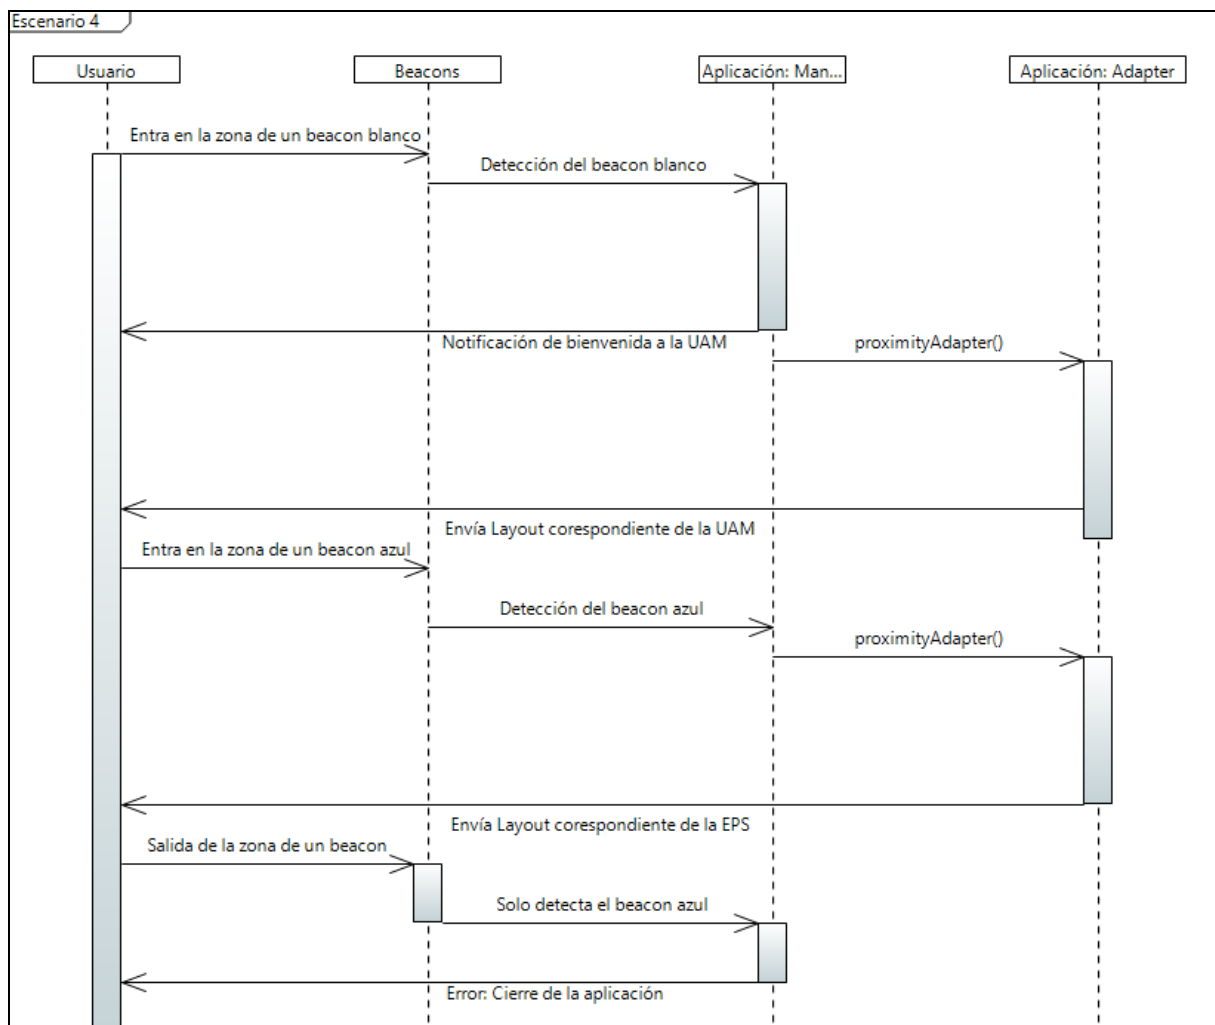 Escenario 4
Usuario
Beacons
Aplicación: Man...
Aplicación: Adapter
Entra en la zona de un beacon blanco
Detección del beacon blanco
Notificación de bienvenida a la UAM
proximityAdapter()
Envía Layout corespondiente de la UAM
Entra en la zona de un beacon azul
Detección del beacon azul
proximityAdapter()
Envía Layout corespondiente de la EPS
Salida de la zona de un beacon
Solo detecta el beacon azul
Error: Cierre de la aplicación